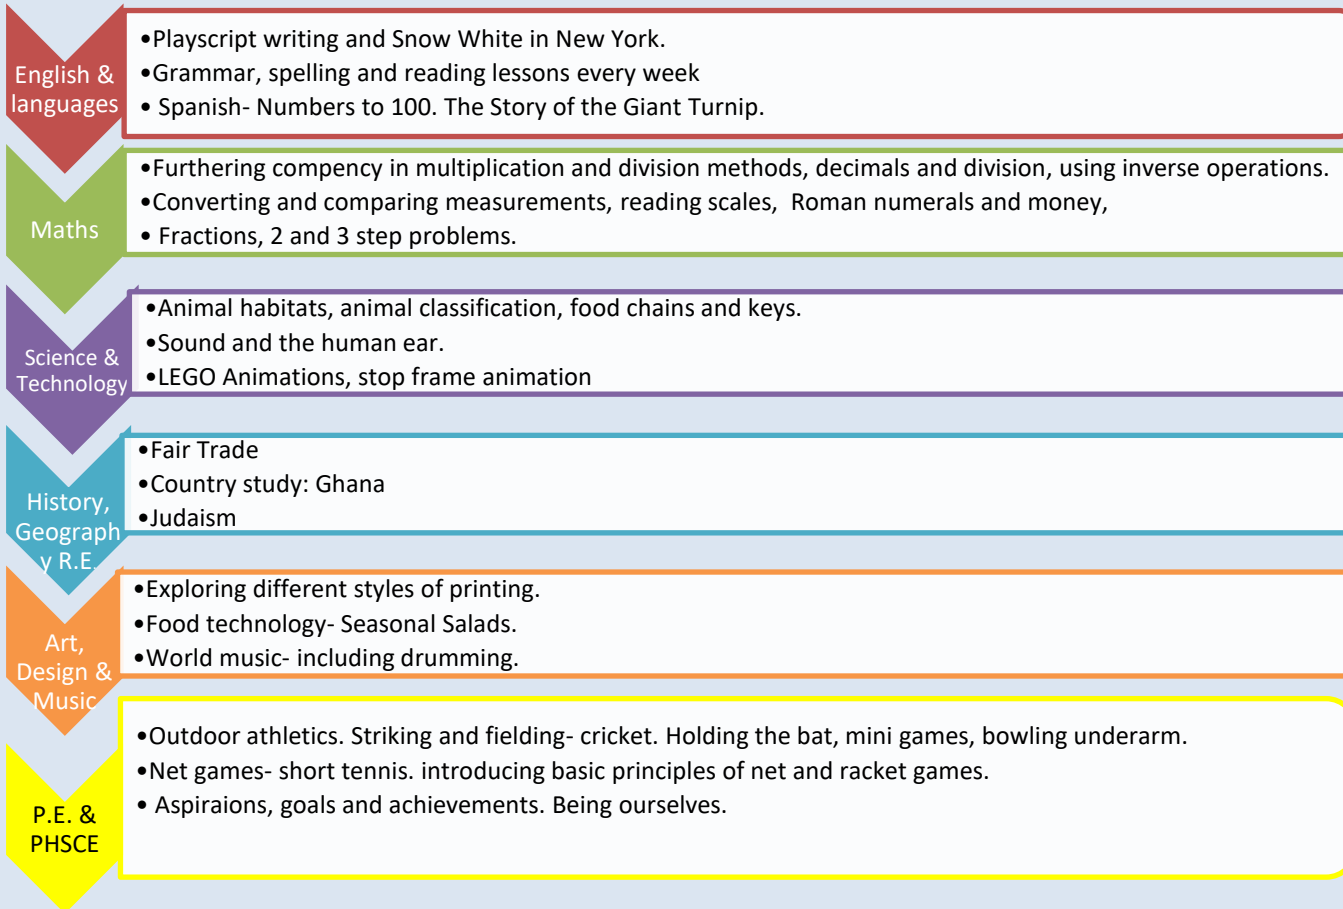 English &
languages
•Playscript writing and Snow White in New York.
•Grammar, spelling and reading lessons every week
• Spanish- Numbers to 100. The Story of the Giant Turnip.
Maths
•Furthering compency in multiplication and division methods, decimals and division, using inverse operations.
•Converting and comparing measurements, reading scales,  Roman numerals and money,
• Fractions, 2 and 3 step problems.
Science &
Technology
•Animal habitats, animal classification, food chains and keys.
•Sound and the human ear.
•LEGO Animations, stop frame animation
History,
Geograph
y R.E.
•Fair Trade
•Country study: Ghana
•Judaism
Art,
Design &
Music
•Exploring different styles of printing.
•Food technology- Seasonal Salads.
•World music- including drumming.
P.E. &
PHSCE
•Outdoor athletics. Striking and fielding- cricket. Holding the bat, mini games, bowling underarm.
•Net games- short tennis. introducing basic principles of net and racket games.
• Aspiraions, goals and achievements. Being ourselves.